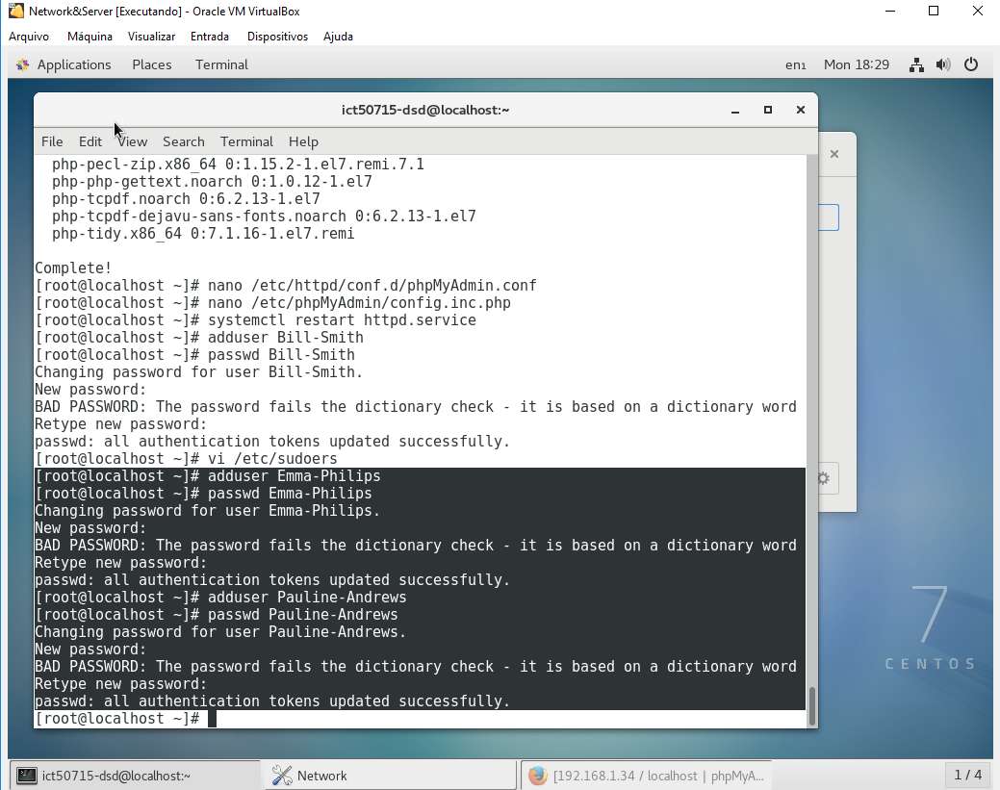 Network&Server [Executando] - Oracle VM VirtualBox
Arquivo Máquina Visualizar Entrada Dispositivos Ajuda
Applications Places Terminal en₁ Mon 18:29
ict50715-dsd@localhost:~
File Edit View Search Terminal Help
php-pecl-zip.x86_64 0:1.15.2-1.el7.remi.7.1
php-php-gettext.noarch 0:1.0.12-1.el7
php-tcpdf.noarch 0:6.2.13-1.el7
php-tcpdf-dejavu-sans-fonts.noarch 0:6.2.13-1.el7
php-tidy.x86_64 0:7.1.16-1.el7.remi
Complete!
[root@localhost ~]# nano /etc/httpd/conf.d/phpMyAdmin.conf
[root@localhost ~]# nano /etc/phpMyAdmin/config.inc.php
[root@localhost ~]# systemctl restart httpd.service
[root@localhost ~]# adduser Bill-Smith
[root@localhost ~]# passwd Bill-Smith
Changing password for user Bill-Smith.
New password:
BAD PASSWORD: The password fails the dictionary check - it is based on a dictionary word
Retype new password:
passwd: all authentication tokens updated successfully.
[root@localhost ~]# vi /etc/sudoers
[root@localhost ~]# adduser Emma-Philips
[root@localhost ~]# passwd Emma-Philips
Changing password for user Emma-Philips.
New password:
BAD PASSWORD: The password fails the dictionary check - it is based on a dictionary word
Retype new password:
passwd: all authentication tokens updated successfully.
[root@localhost ~]# adduser Pauline-Andrews
[root@localhost ~]# passwd Pauline-Andrews
Changing password for user Pauline-Andrews.
New password:
BAD PASSWORD: The password fails the dictionary check - it is based on a dictionary word
Retype new password:
passwd: all authentication tokens updated successfully.
[root@localhost ~]#
7
CENTOS
ict50715-dsd@localhost:~ Network [192.168.1.34 / localhost | phpMyA... 1 / 4